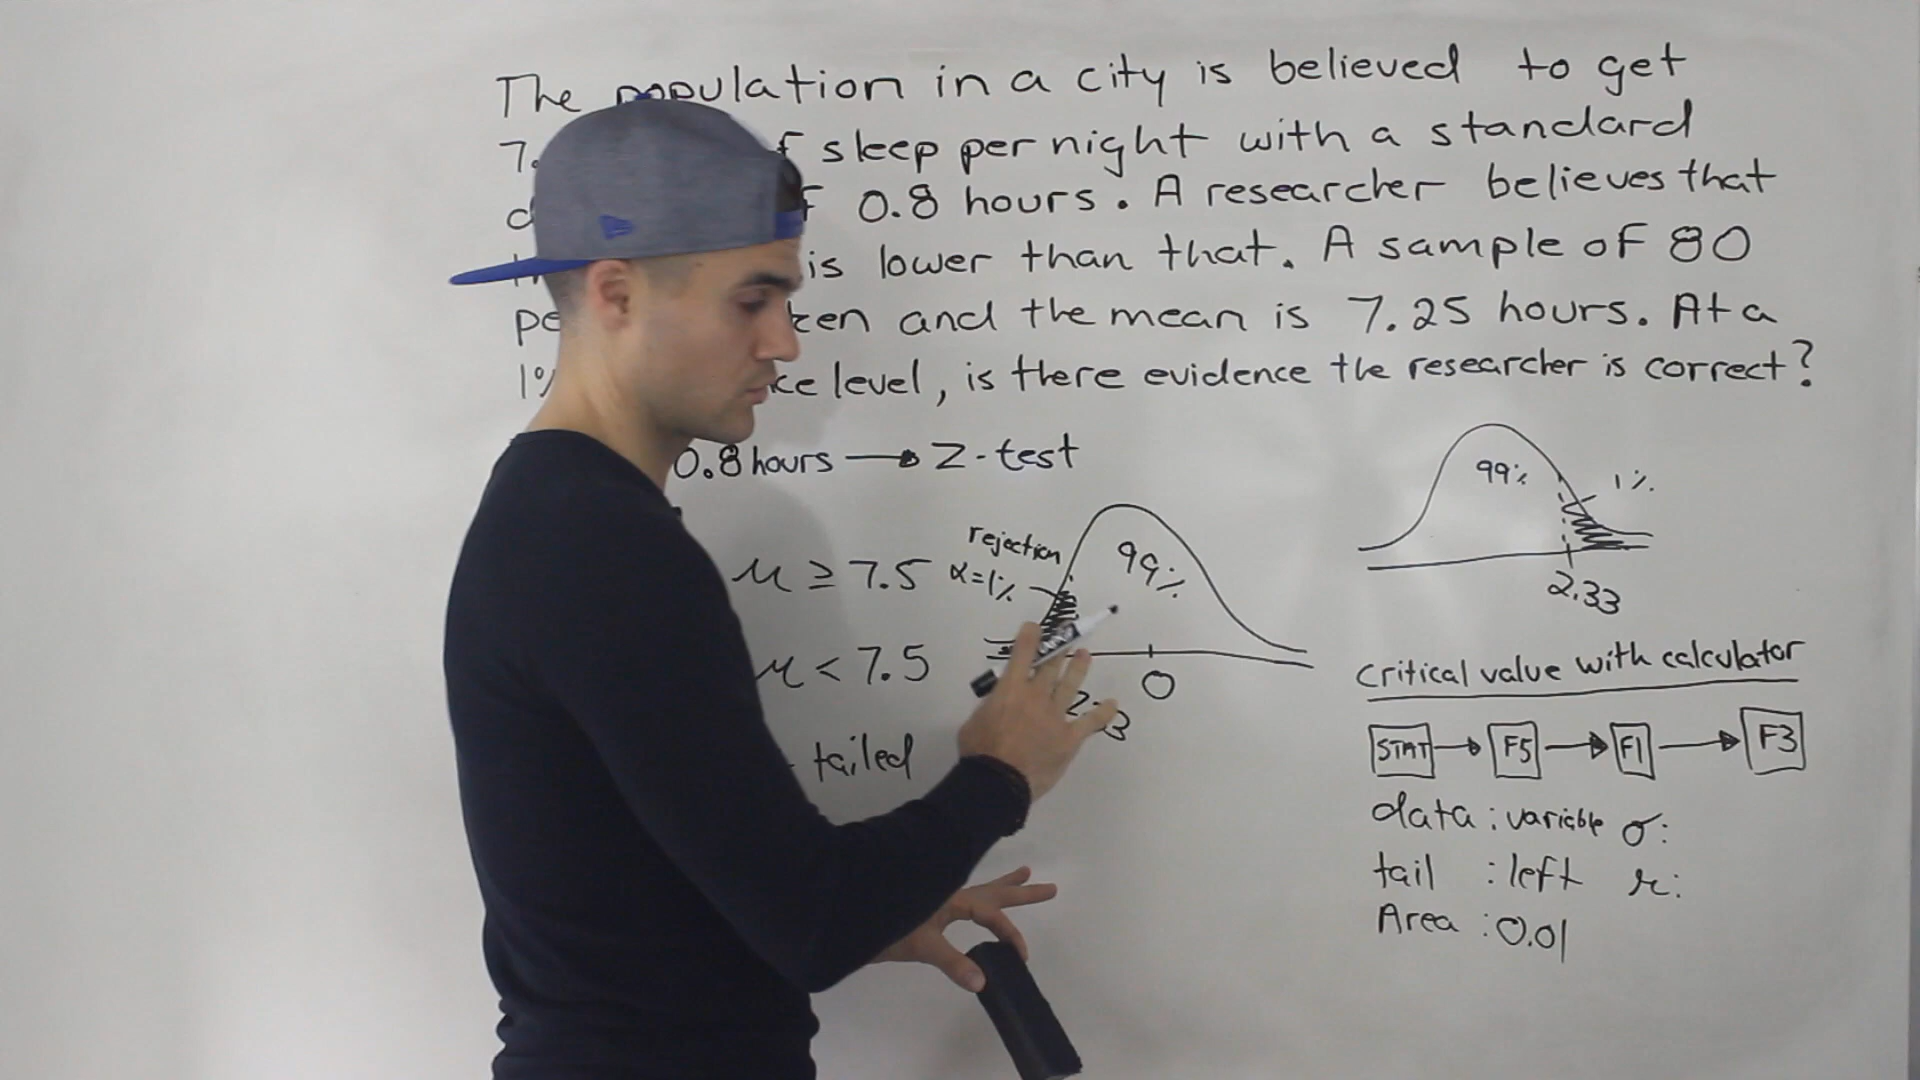 The population in a city is believed to get
7. sleep per night with a standard
0.8 hours. A researcher believes that
is lower than that. A sample of 80
and the mean is 7.25 hours. At a
1% level, is there evidence the researcher is correct?
0.8 hours → Z-test
99% 1%
2.33
rejection
α=1%
99%
0
μ ≥ 7.5
μ < 7.5
tailed
Critical value with calculator
STAT → F5 → F1 → F3
data : variable σ:
tail : left μ:
Area : 0.01